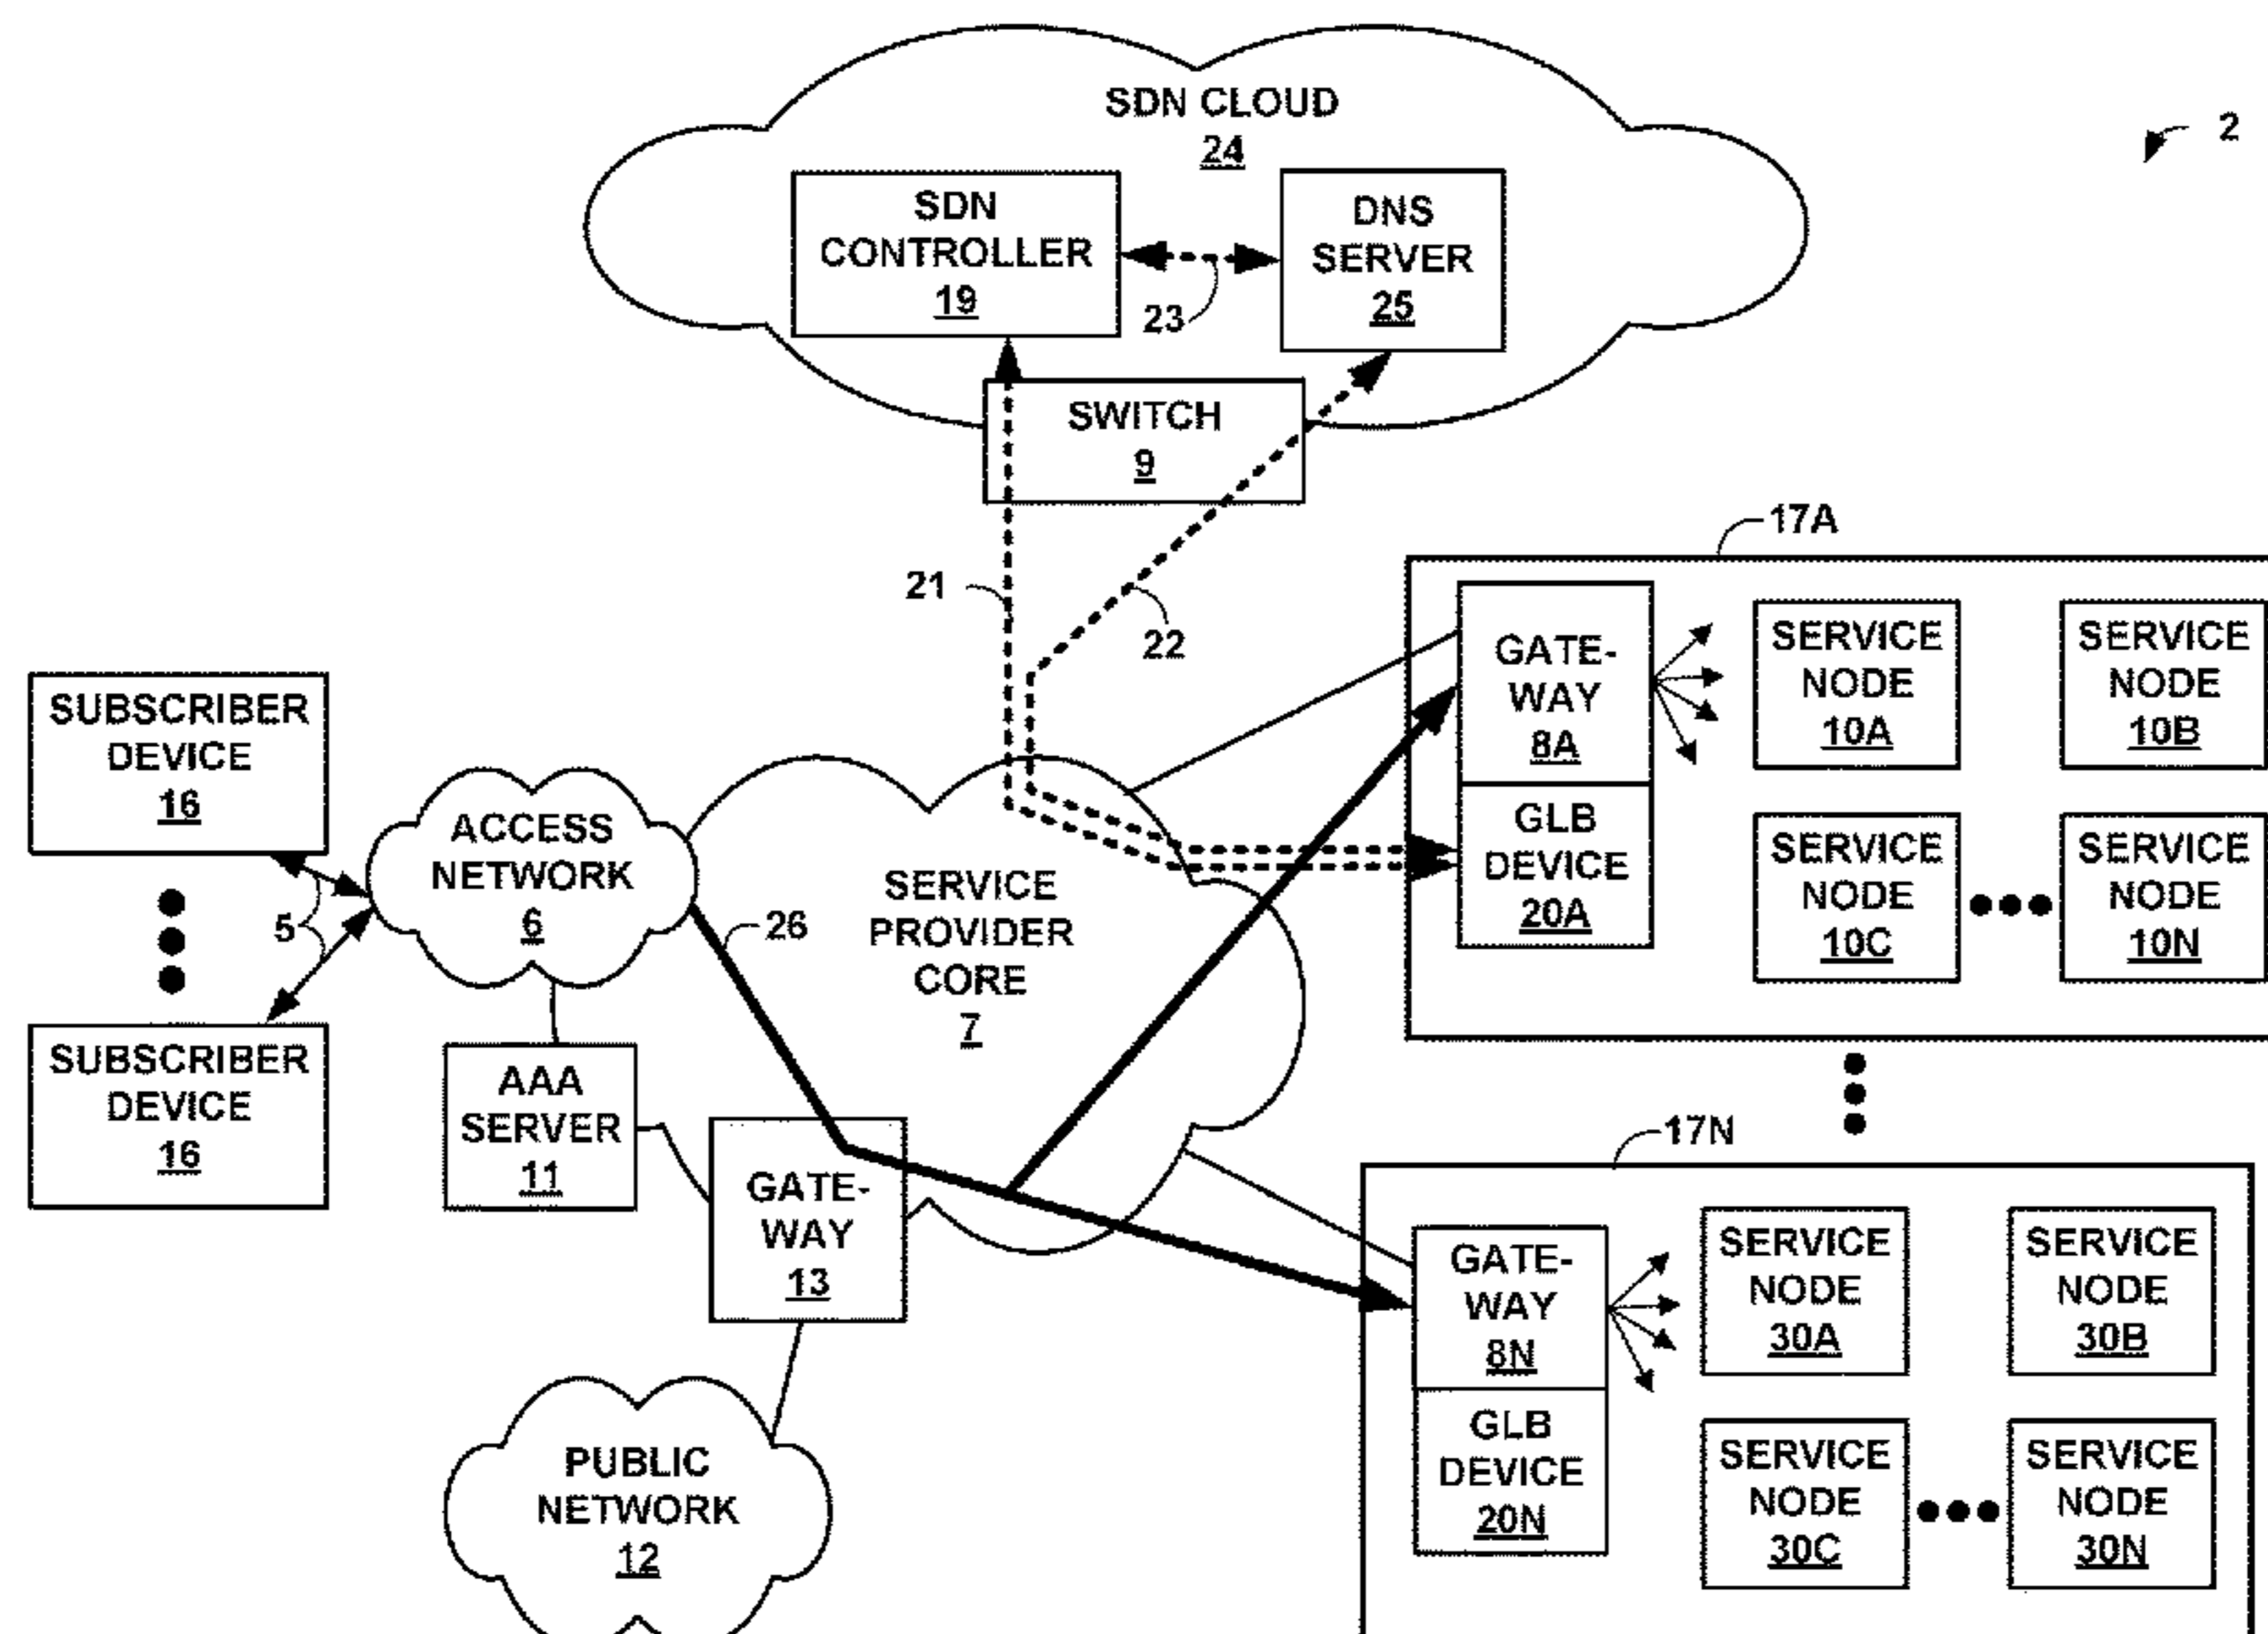 SDN CLOUD
24
2
SDN
CONTROLLER
19
DNS
SERVER
25
23
SWITCH
9
21
22
17A
GATE-
WAY
8A
SERVICE
NODE
10A
SERVICE
NODE
10B
GLB
DEVICE
20A
SERVICE
NODE
10C
SERVICE
NODE
10N
SUBSCRIBER
DEVICE
16
ACCESS
NETWORK
6
5
26
SERVICE
PROVIDER
CORE
7
SUBSCRIBER
DEVICE
16
AAA
SERVER
11
GATE-
WAY
13
17N
GATE-
WAY
8N
SERVICE
NODE
30A
SERVICE
NODE
30B
GLB
DEVICE
20N
SERVICE
NODE
30C
SERVICE
NODE
30N
PUBLIC
NETWORK
12